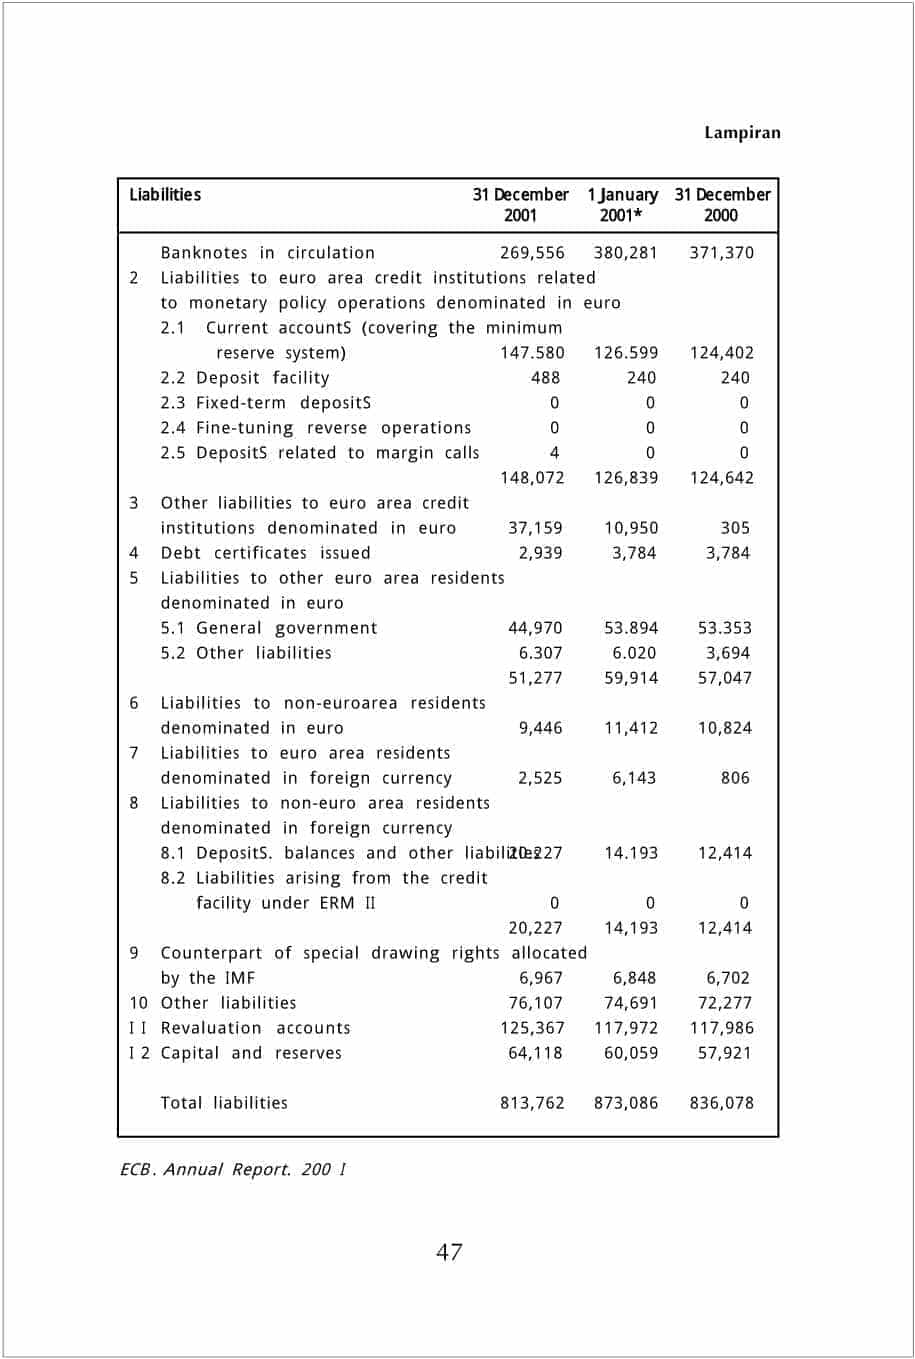 Lampiran
Liabilities 31 December 1 January 31 December
2001 2001* 2000
Banknotes in circulation 269,556 380,281 371,370
2 Liabilities to euro area credit institutions related
to monetary policy operations denominated in euro
2.1 Current accountS (covering the minimum
reserve system) 147.580 126.599 124,402
2.2 Deposit facility 488 240 240
2.3 Fixed-term depositS 0 0 0
2.4 Fine-tuning reverse operations 0 0 0
2.5 DepositS related to margin calls 4 0 0
148,072 126,839 124,642
3 Other liabilities to euro area credit
institutions denominated in euro 37,159 10,950 305
4 Debt certificates issued 2,939 3,784 3,784
5 Liabilities to other euro area residents
denominated in euro
5.1 General government 44,970 53.894 53.353
5.2 Other liabilities 6.307 6.020 3,694
51,277 59,914 57,047
6 Liabilities to non-euroarea residents
denominated in euro 9,446 11,412 10,824
7 Liabilities to euro area residents
denominated in foreign currency 2,525 6,143 806
8 Liabilities to non-euro area residents
denominated in foreign currency
8.1 DepositS. balances and other liabilities 20.227 14.193 12,414
8.2 Liabilities arising from the credit
facility under ERM II 0 0 0
20,227 14,193 12,414
9 Counterpart of special drawing rights allocated
by the IMF 6,967 6,848 6,702
10 Other liabilities 76,107 74,691 72,277
I I Revaluation accounts 125,367 117,972 117,986
I 2 Capital and reserves 64,118 60,059 57,921
Total liabilities 813,762 873,086 836,078
ECB. Annual Report. 200 I
47